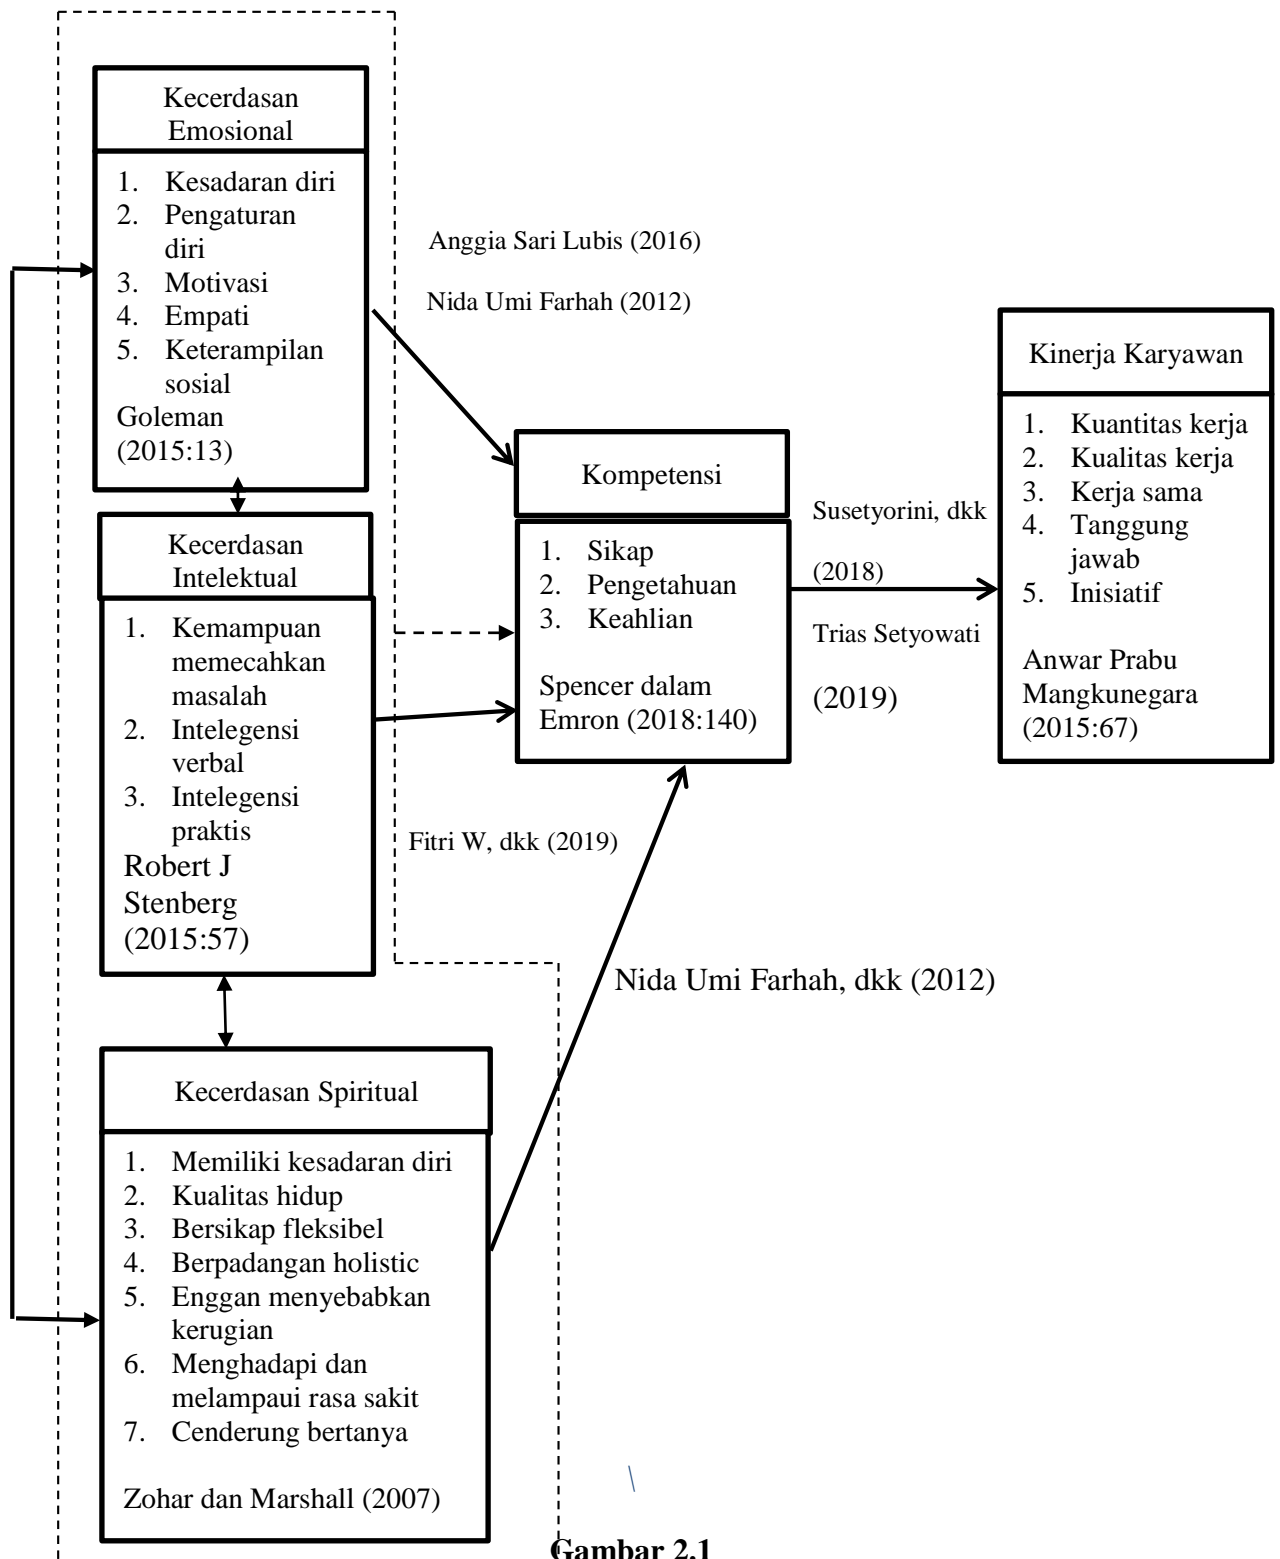 Kecerdasan
Emosional
1. Kesadaran diri
2. Pengaturan
diri
3. Motivasi
4. Empati
5. Keterampilan
sosial
Goleman
(2015:13)
Kecerdasan
Intelektual
1. Kemampuan
memecahkan
masalah
2. Intelegensi
verbal
3. Intelegensi
praktis
Robert J
Stenberg
(2015:57)
Kecerdasan Spiritual
1. Memiliki kesadaran diri
2. Kualitas hidup
3. Bersikap fleksibel
4. Berpadangan holistic
5. Enggan menyebabkan
kerugian
6. Menghadapi dan
melampaui rasa sakit
7. Cenderung bertanya
Zohar dan Marshall (2007)
Anggia Sari Lubis (2016)
Nida Umi Farhah (2012)
Fitri W, dkk (2019)
Nida Umi Farhah, dkk (2012)
Kompetensi
1. Sikap
2. Pengetahuan
3. Keahlian
Spencer dalam
Emron (2018:140)
Susetyorini, dkk
(2018)
Trias Setyowati
(2019)
Kinerja Karyawan
1. Kuantitas kerja
2. Kualitas kerja
3. Kerja sama
4. Tanggung
jawab
5. Inisiatif
Anwar Prabu
Mangkunegara
(2015:67)
Gambar 2.1